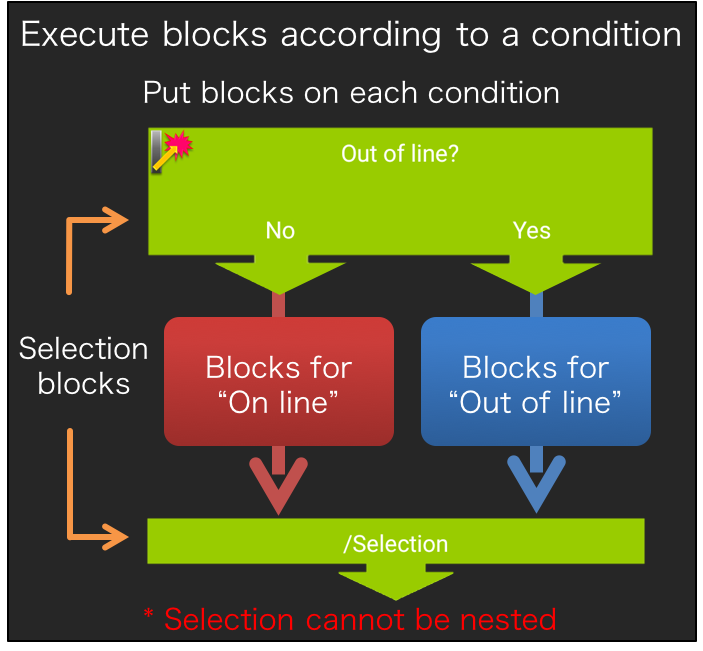 Execute blocks according to a condition
Put blocks on each condition
Out of line?
No
Yes
Selection
blocks
Blocks for
“On line”
Blocks for
“Out of line”
/Selection
* Selection cannot be nested